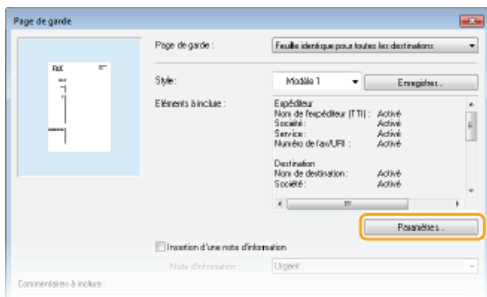 Page de garde
Page de garde : Feuille identique pour toutes les destinations
FAX
Style : Modèle 1 Enregistrer...
Eléments à inclure : Expéditeur
Nom de l'expéditeur (TTI) : Activé
Société : Activé
Service : Activé
Numéro de fax/URI : Activé
Destination
Nom de destination : Activé
Société : Activé
Paramètres...
Insertion d'une note d'information
Note d'information : Urgent
Commentaires à inclure :